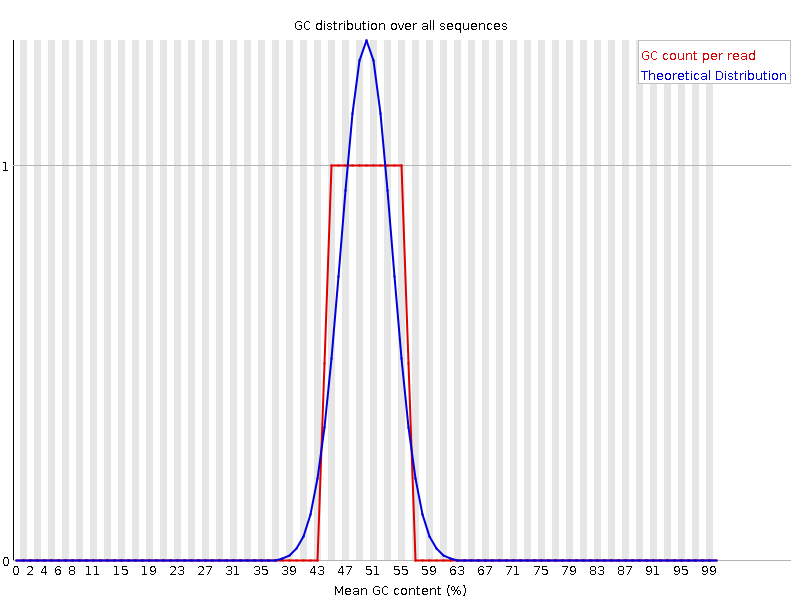 GC distribution over all sequences
GC count per read
Theoretical Distribution
1
0
0 2 4 6 8 11 15 19 23 27 31 35 39 43 47 51 55 59 63 67 71 75 79 83 87 91 95 99
Mean GC content (%)